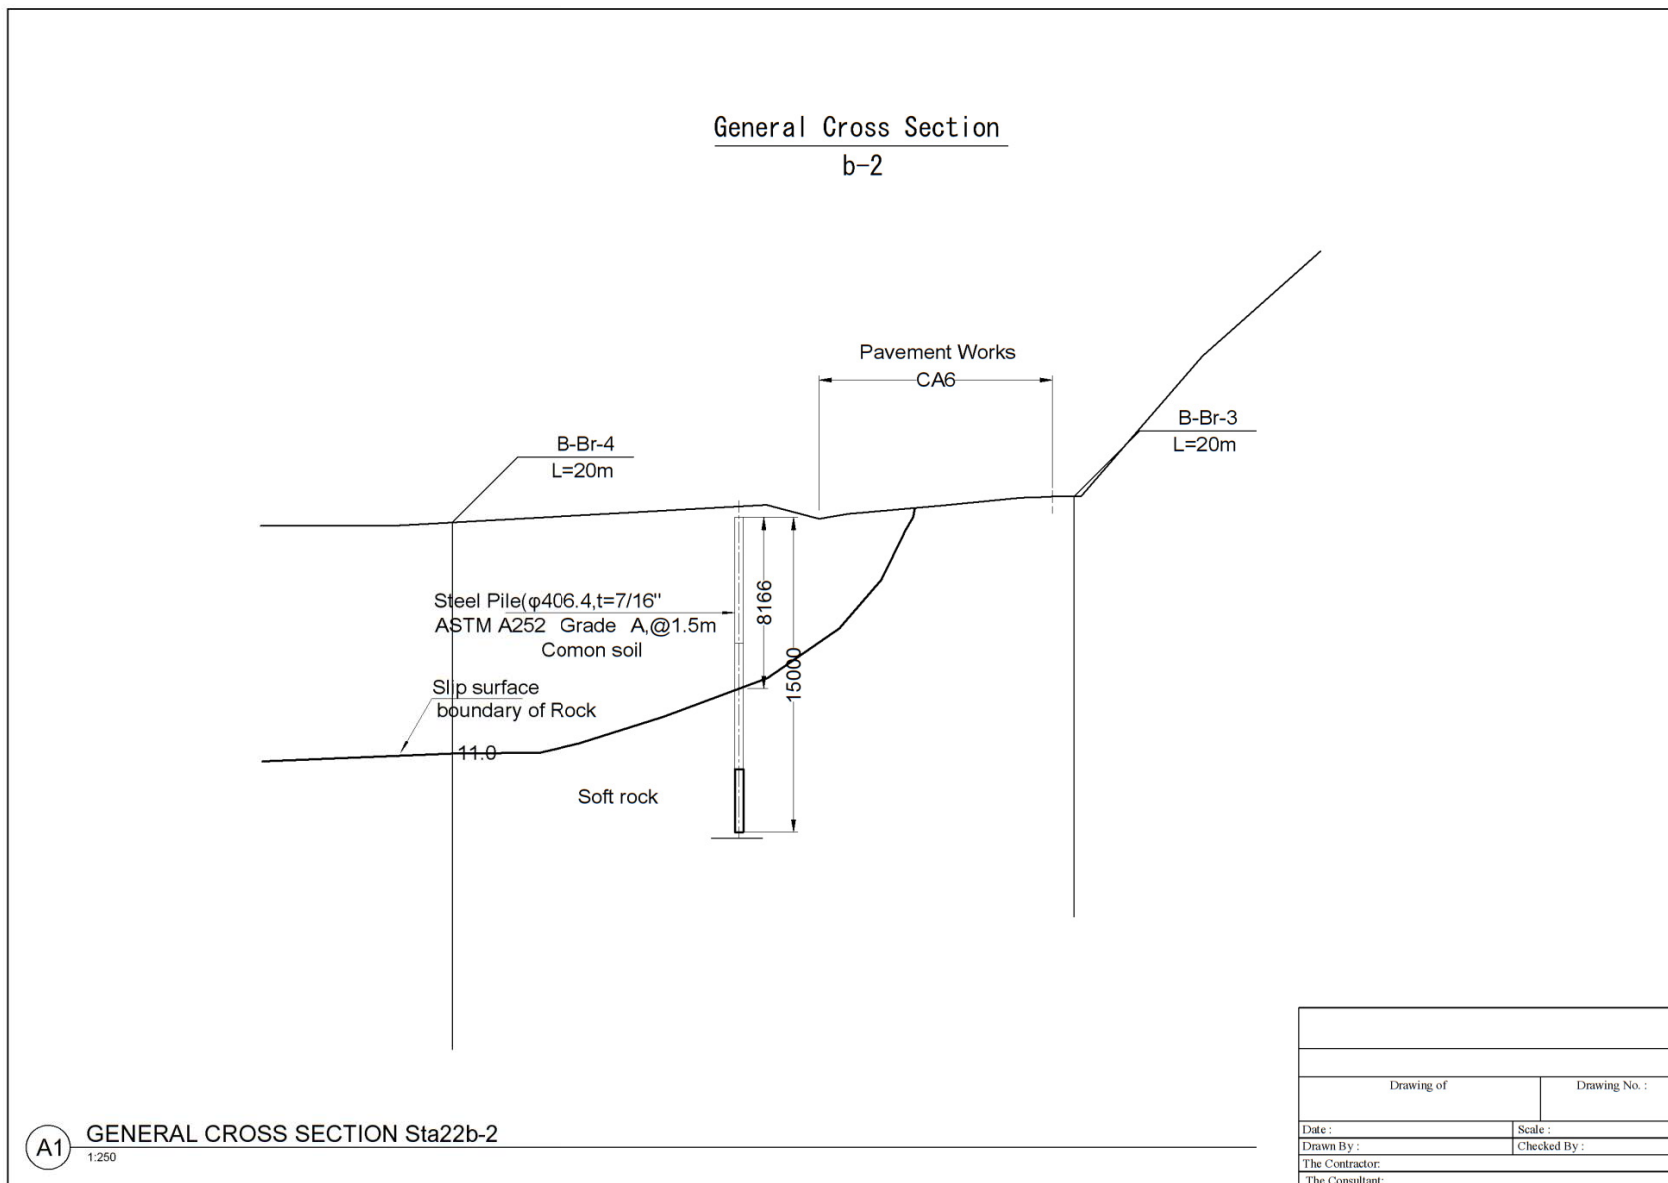 General Cross Section
b-2
Pavement Works
CA6
B-Br-3
L=20m
B-Br-4
L=20m
8166
15000
Steel Pile(φ406.4,t=7/16"
ASTM A252 Grade A,@1.5m
Comon soil
Slip surface
boundary of Rock
11.0
Soft rock
Drawing of
Drawing No. :
Date :
Scale :
Drawn By :
Checked By :
The Contractor:
The Consultant:
A1
GENERAL CROSS SECTION Sta22b-2
1:250